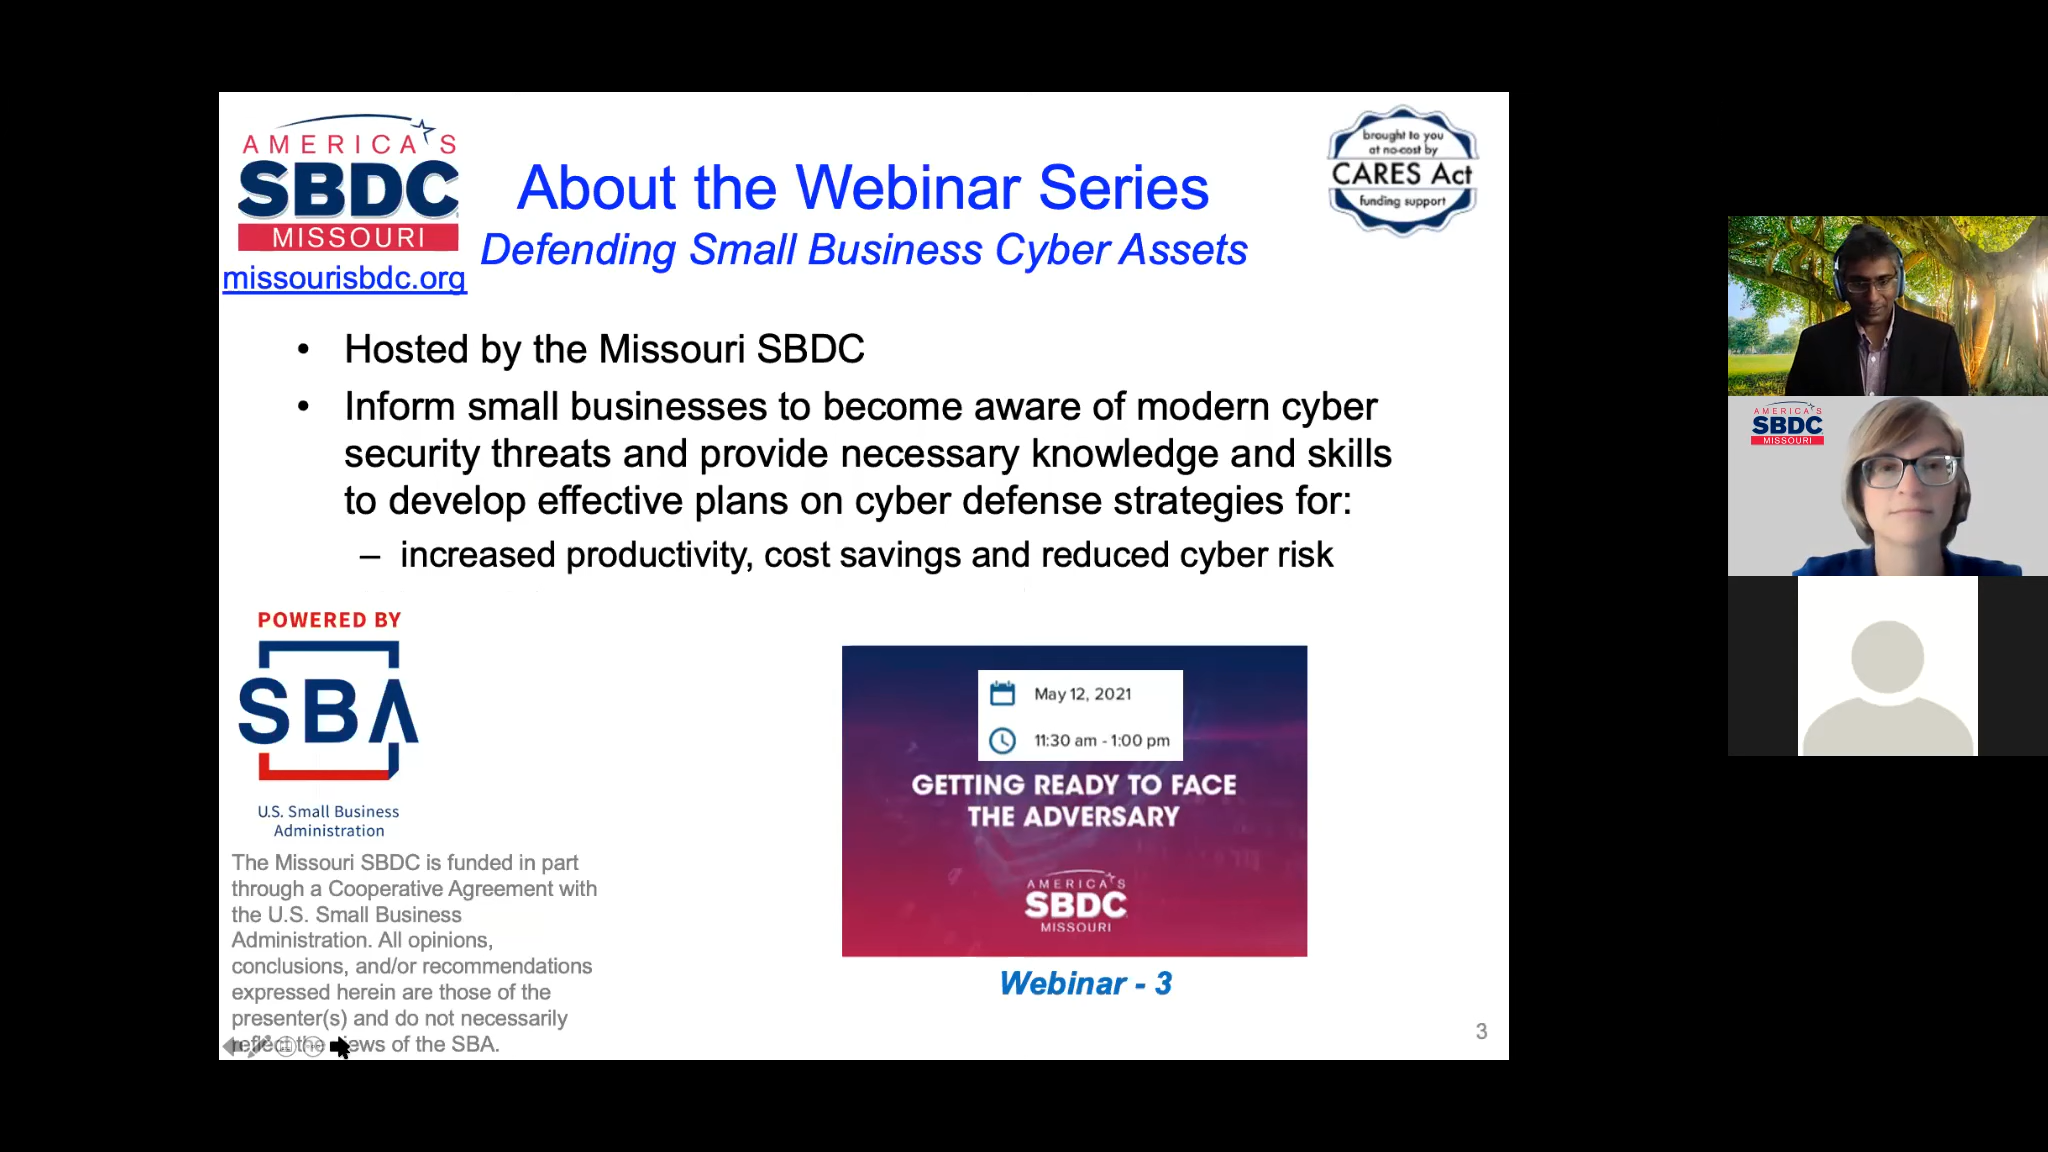 AMERICA'S
SBDC
MISSOURI
missourisbdc.org
About the Webinar Series
Defending Small Business Cyber Assets
brought to you
at no-cost by
CARES Act
funding support
• Hosted by the Missouri SBDC
• Inform small businesses to become aware of modern cyber
security threats and provide necessary knowledge and skills
to develop effective plans on cyber defense strategies for:
– increased productivity, cost savings and reduced cyber risk
POWERED BY
SBA
U.S. Small Business
Administration
The Missouri SBDC is funded in part
through a Cooperative Agreement with
the U.S. Small Business
Administration. All opinions,
conclusions, and/or recommendations
expressed herein are those of the
presenter(s) and do not necessarily
reflect the views of the SBA.
May 12, 2021
11:30 am - 1:00 pm
GETTING READY TO FACE
THE ADVERSARY
AMERICA'S
SBDC
MISSOURI
Webinar - 3
3
AMERICA'S
SBDC
MISSOURI